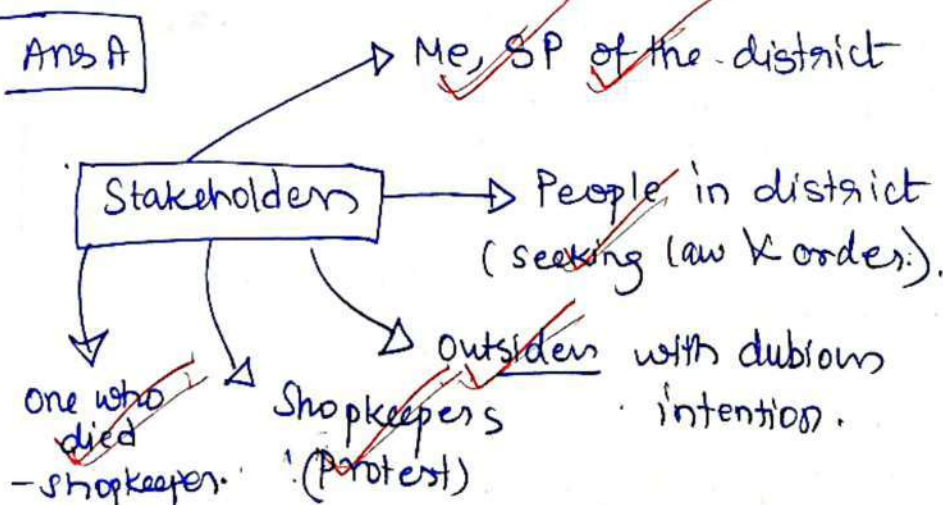 Ans A
Me, SP of the district
Stakeholders
People in district
(seeking law & order).
Outsiders with dubious
intention.
Shopkeepers
(Protest)
One who
died
- shopkeeper.